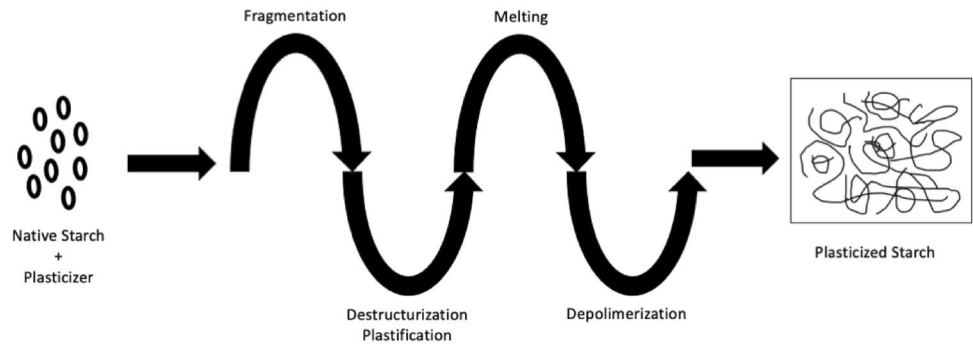 Fragmentation
Melting
Native Starch
+
Plasticizer
Plasticized Starch
Destructurization
Plastification
Depolimerization